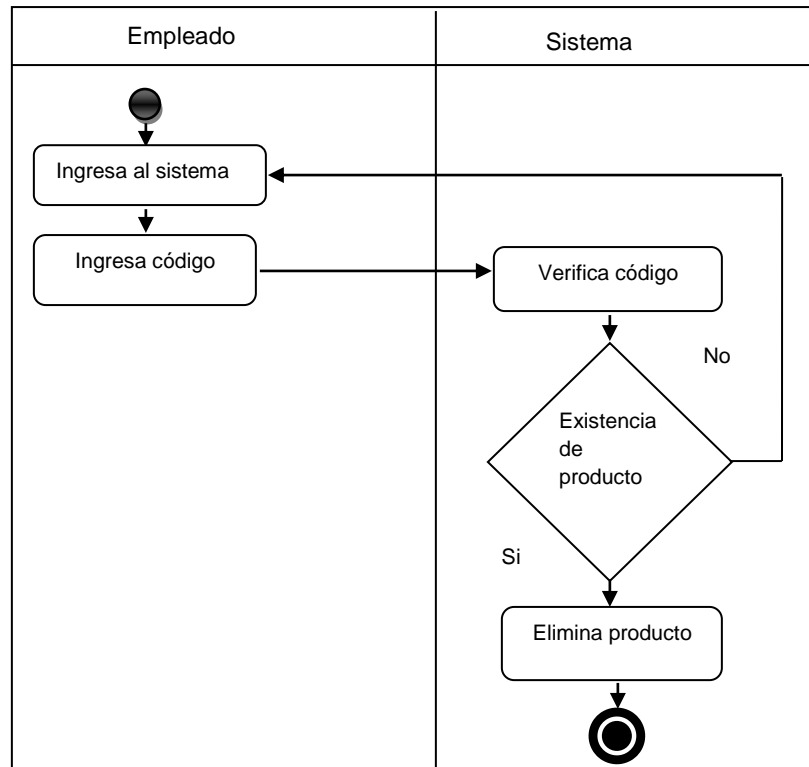 Empleado
Sistema
Ingresa al sistema
Ingresa código
Verifica código
No
Existencia
de
producto
Si
Elimina producto